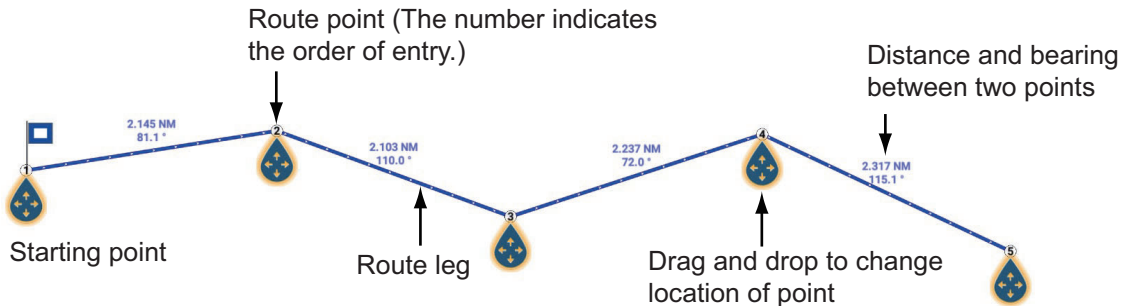 Route point (The number indicates
the order of entry.)
Distance and bearing
between two points
2.145 NM
81.1 °
2
2.103 NM
110.0 °
2.237 NM
72.0 °
4
2.317 NM
115.1 °
1
3
5
Starting point
Route leg
Drag and drop to change
location of point